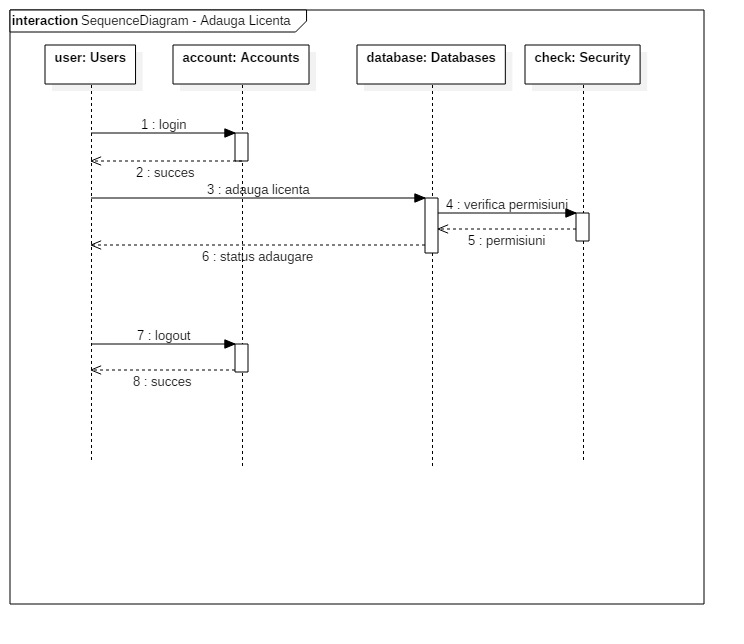 interaction SequenceDiagram - Adauga Licenta
user: Users
account: Accounts
database: Databases
check: Security
1 : login
2 : succes
3 : adauga licenta
4 : verifica permisiuni
5 : permisiuni
6 : status adaugare
7 : logout
8 : succes